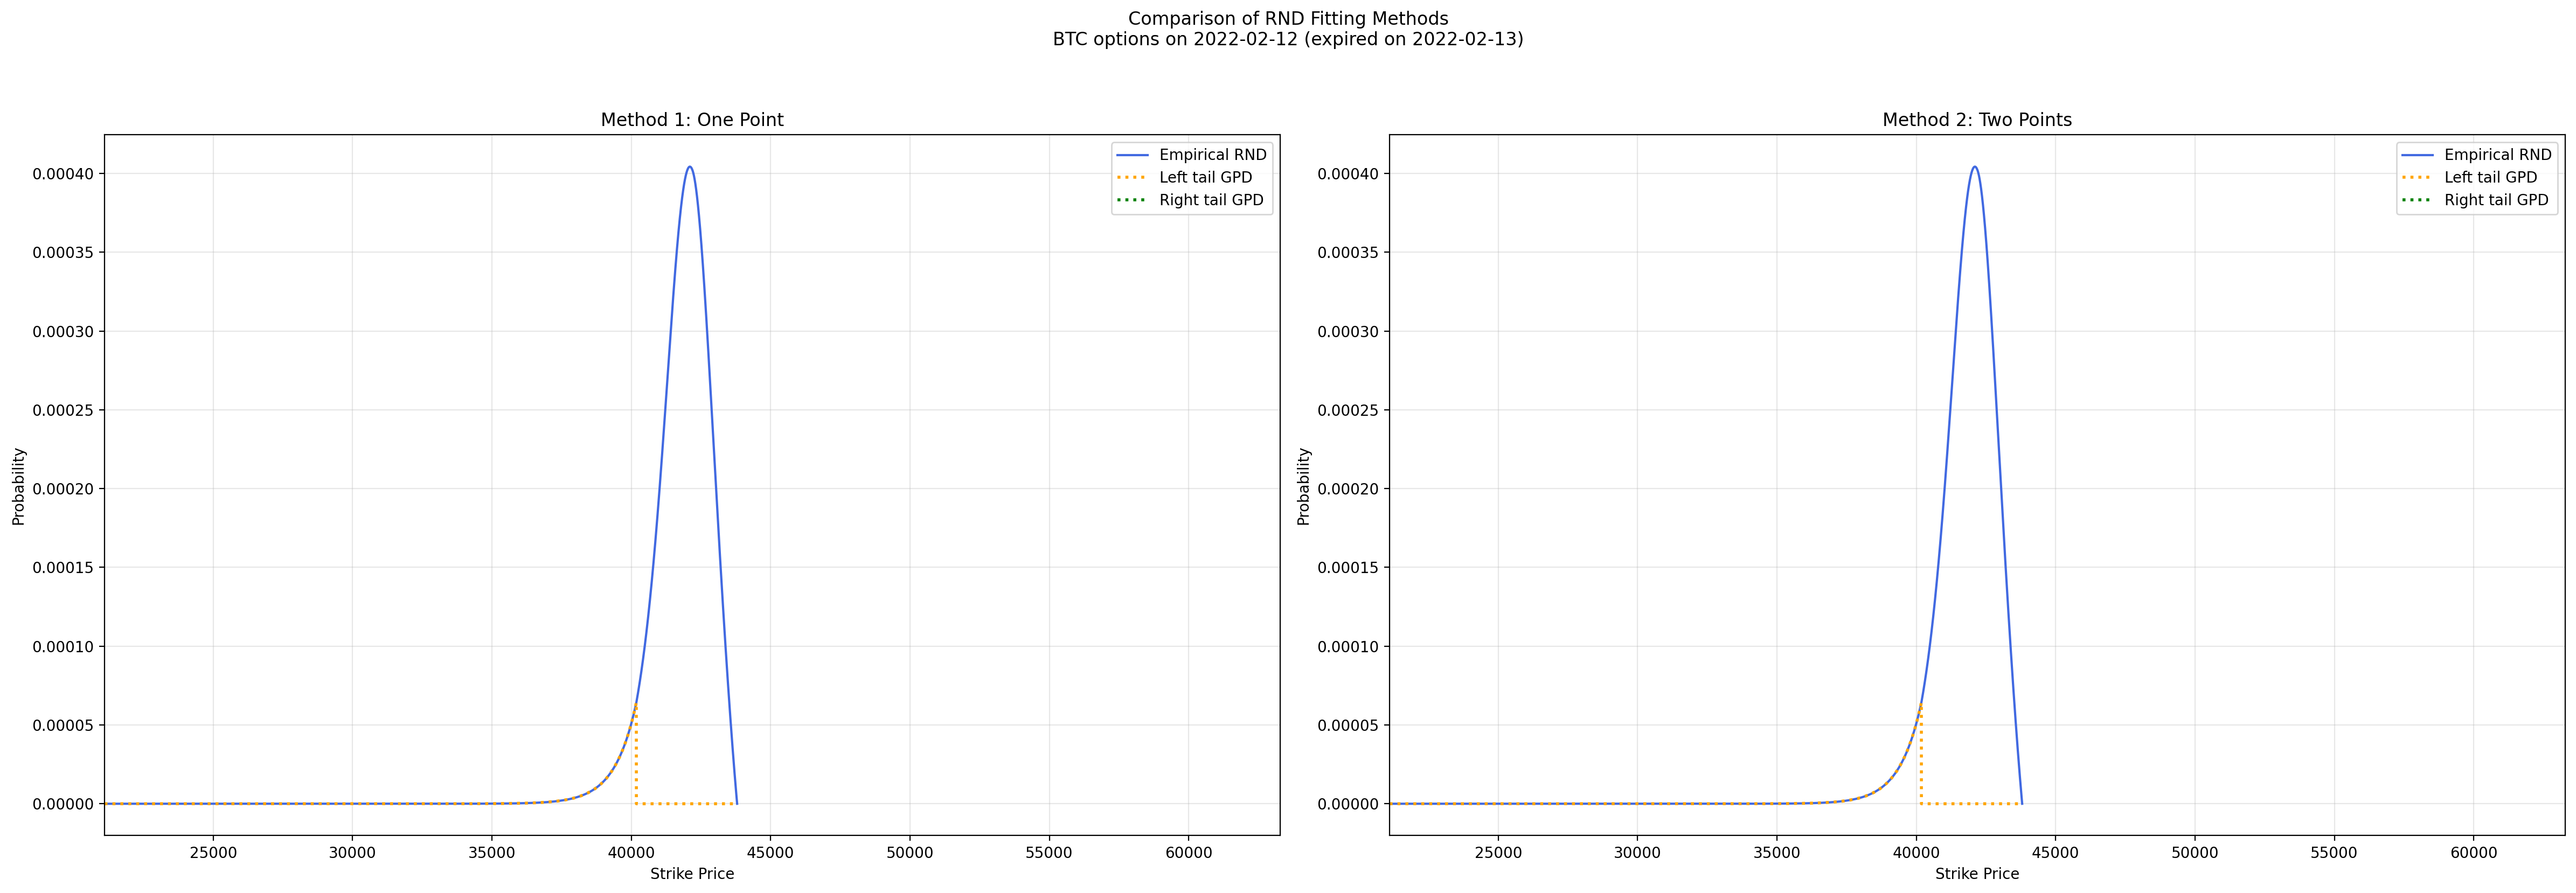 Comparison of RND Fitting Methods
BTC options on 2022-02-12 (expired on 2022-02-13)
Method 1: One Point
Empirical RND
Left tail GPD
Right tail GPD
0.00040
0.00035
0.00030
0.00025
0.00020
0.00015
0.00010
0.00005
0.00000
Probability
25000 30000 35000 40000 45000 50000 55000 60000
Strike Price
Method 2: Two Points
Empirical RND
Left tail GPD
Right tail GPD
0.00040
0.00035
0.00030
0.00025
0.00020
0.00015
0.00010
0.00005
0.00000
Probability
25000 30000 35000 40000 45000 50000 55000 60000
Strike Price